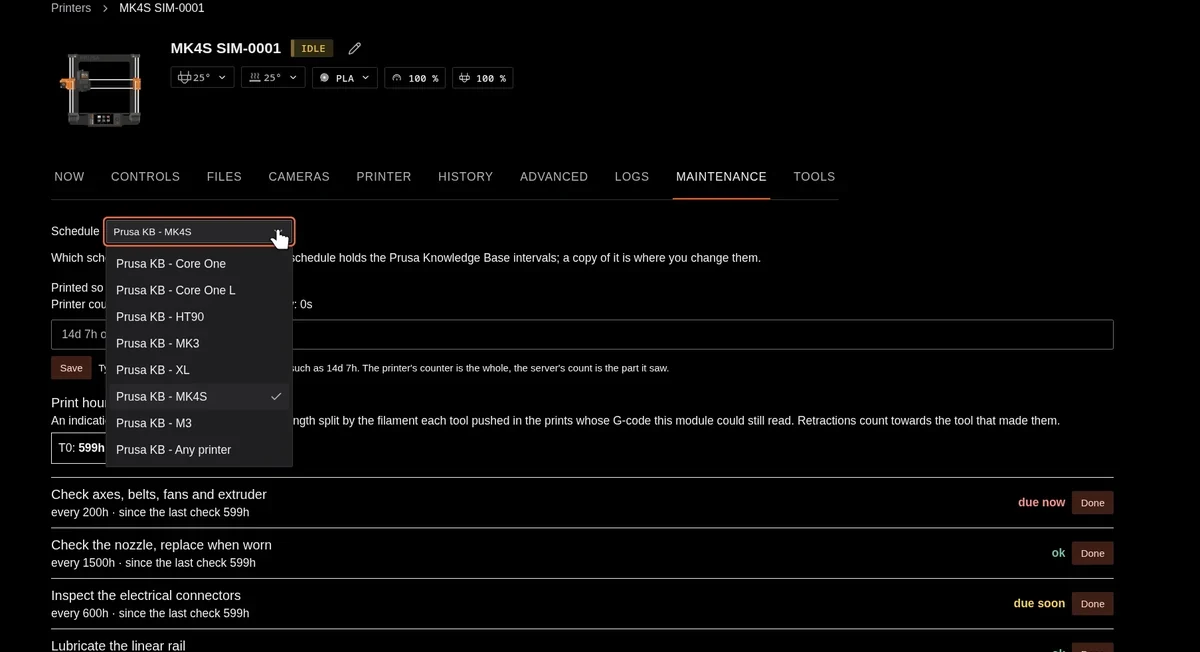 Printers > MK4S SIM-0001
MK4S SIM-0001 IDLE
25° 25° PLA 100 % 100 %
NOW CONTROLS FILES CAMERAS PRINTER HISTORY ADVANCED LOGS MAINTENANCE TOOLS
Schedule Prusa KB - MK4S
Which sch schedule holds the Prusa Knowledge Base intervals; a copy of it is where you change them.
Prusa KB - Core One
Prusa KB - Core One L
Prusa KB - HT90
Prusa KB - MK3
Prusa KB - XL
Prusa KB - MK4S
Prusa KB - M3
Prusa KB - Any printer
Printed so
Printer cou : 0s
14d 7h o
Save Ty such as 14d 7h. The printer's counter is the whole, the server's count is the part it saw.
Print hou
An indicati ngth split by the filament each tool pushed in the prints whose G-code this module could still read. Retractions count towards the tool that made them.
T0: 599h
Check axes, belts, fans and extruder
every 200h · since the last check 599h
due now Done
Check the nozzle, replace when worn
every 1500h · since the last check 599h
ok Done
Inspect the electrical connectors
every 600h · since the last check 599h
due soon Done
Lubricate the linear rail